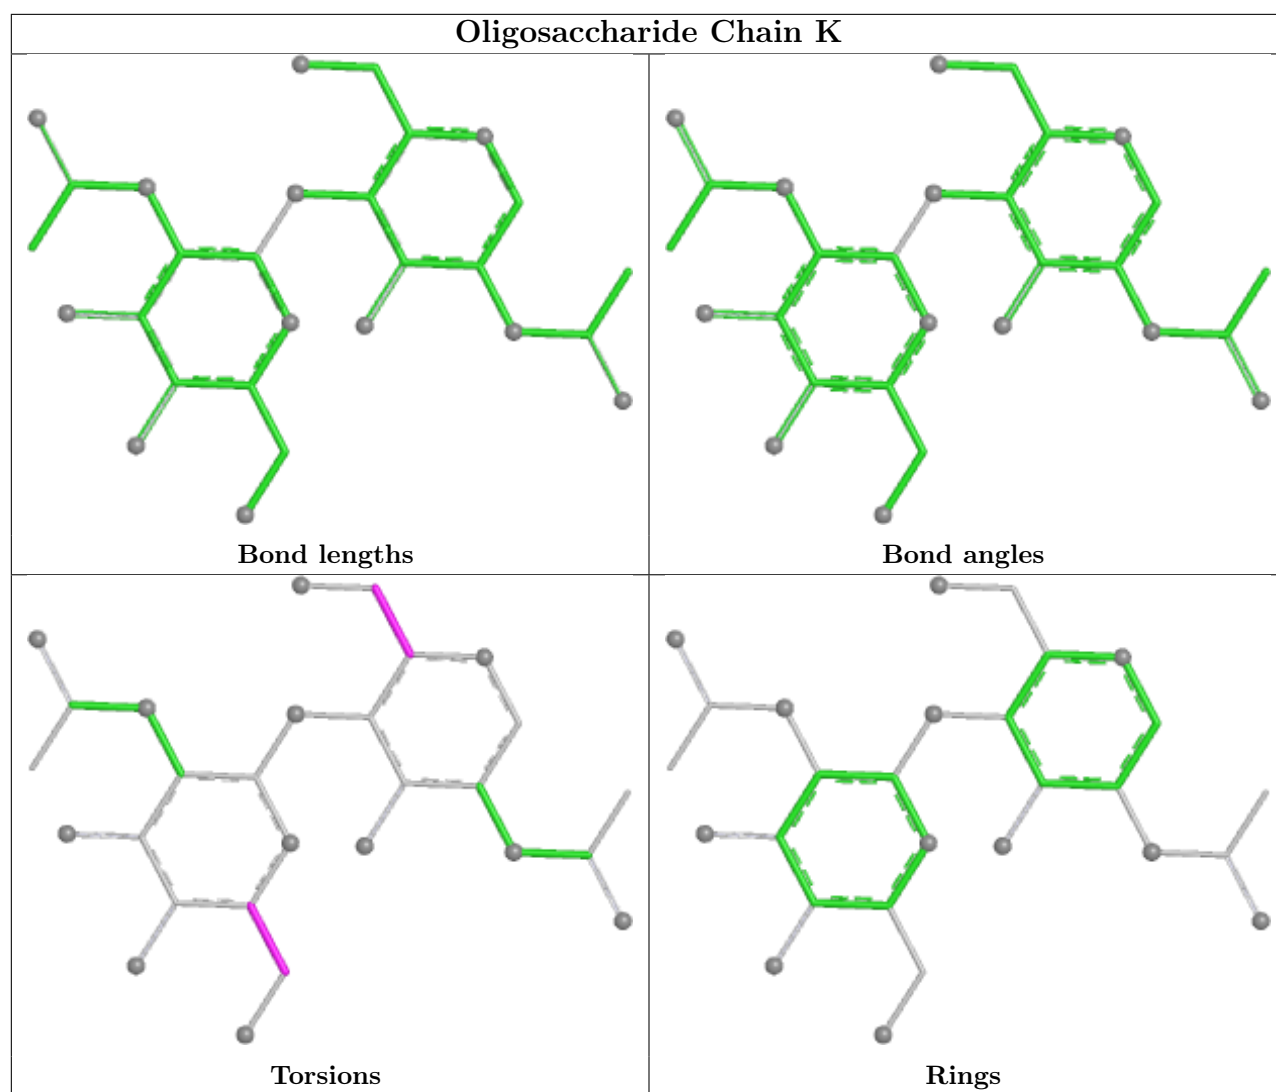 Oligosaccharide Chain K
Bond lengths
Bond angles
Torsions
Rings